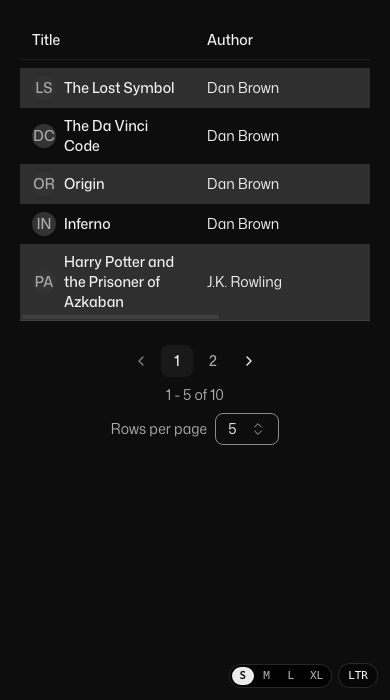 Title Author
LS The Lost Symbol Dan Brown
DC The Da Vinci
Code Dan Brown
OR Origin Dan Brown
IN Inferno Dan Brown
Harry Potter and
PA the Prisoner of J.K. Rowling
Azkaban
1 2
1 - 5 of 10
Rows per page 5
S M L XL LTR